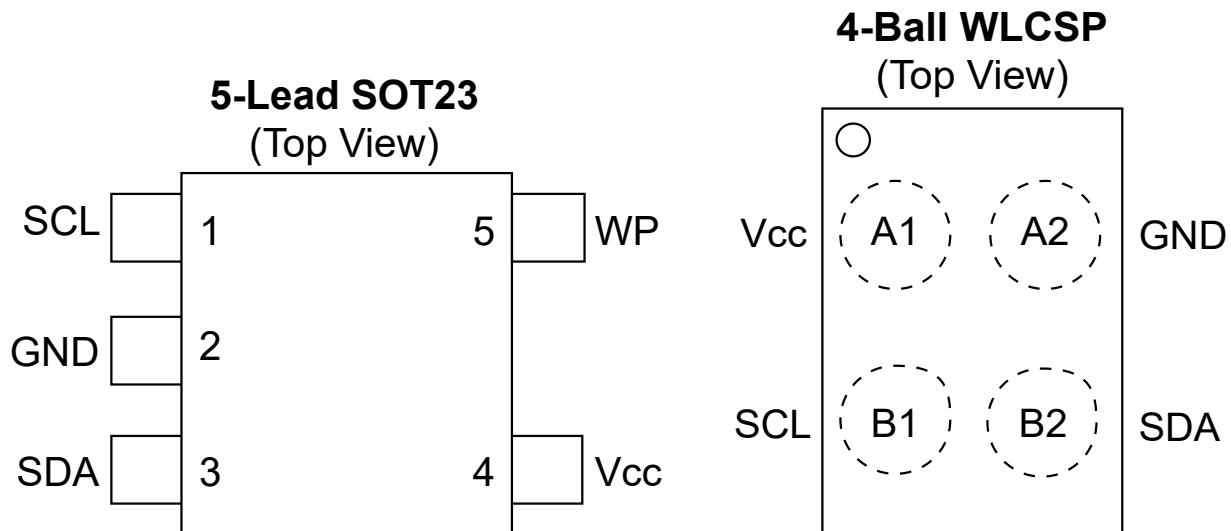 5-Lead SOT23
(Top View)
SCL 1 5 WP
GND 2
SDA 3 4 Vcc
4-Ball WLCSP
(Top View)
Vcc A1 A2 GND
SCL B1 B2 SDA